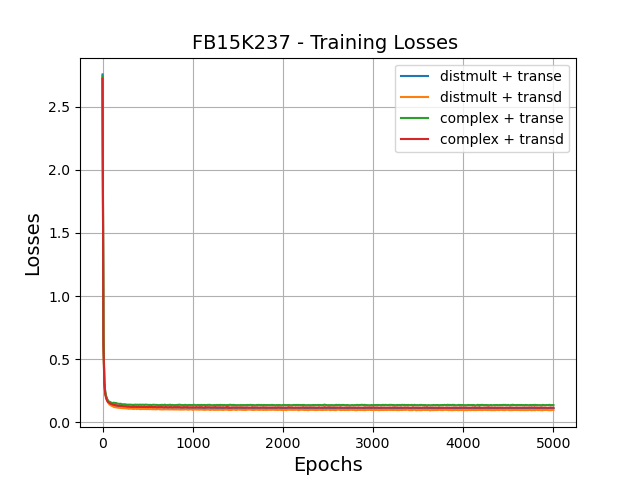 FB15K237 - Training Losses
distmult + transe
distmult + transd
complex + transe
complex + transd
Losses
2.5
2.0
1.5
1.0
0.5
0.0
0 1000 2000 3000 4000 5000
Epochs